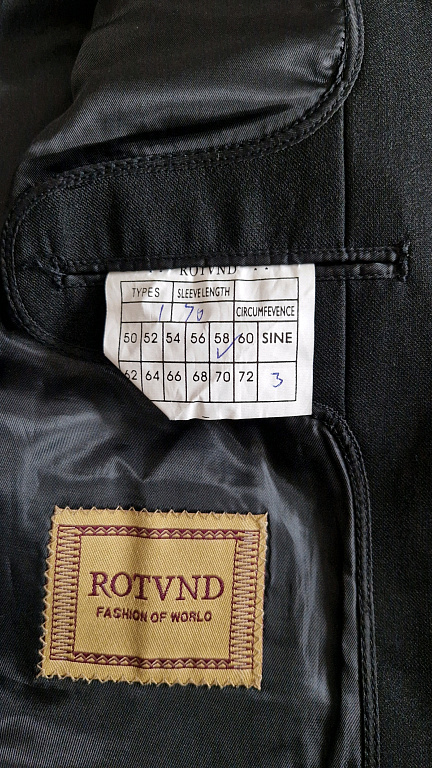 ROTVND
TYPES SLEEVELENGTH
1 70 CIRCUMFEVENCE
50 52 54 56 58 60 SINE
62 64 66 68 70 72 3
ROTVND
FASHION OF WORLD